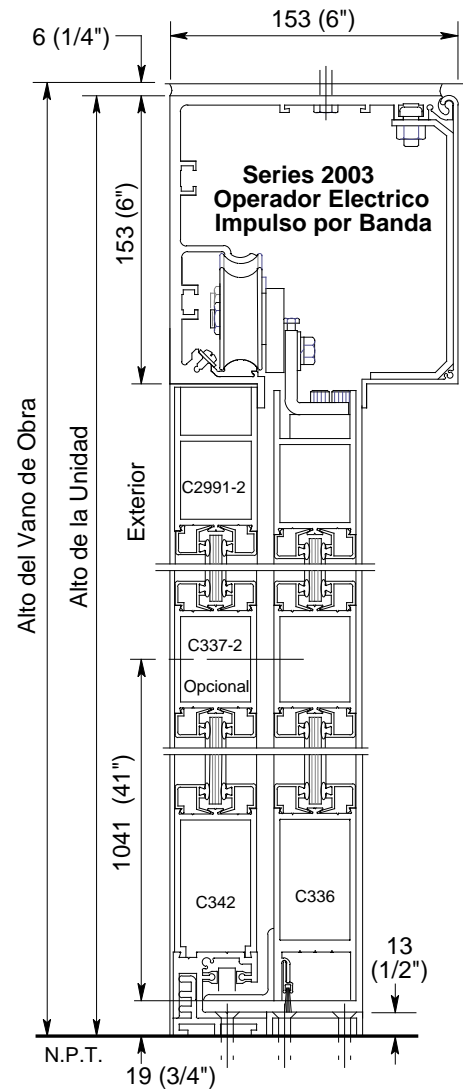 153 (6")
6 (1/4")
Series 2003
Operador Electrico
Impulso por Banda
153 (6")
Alto del Vano de Obra
Alto de la Unidad
Exterior
C2991-2
C337-2
Opcional
1041 (41")
C342
C336
13
(1/2")
N.P.T.
19 (3/4")